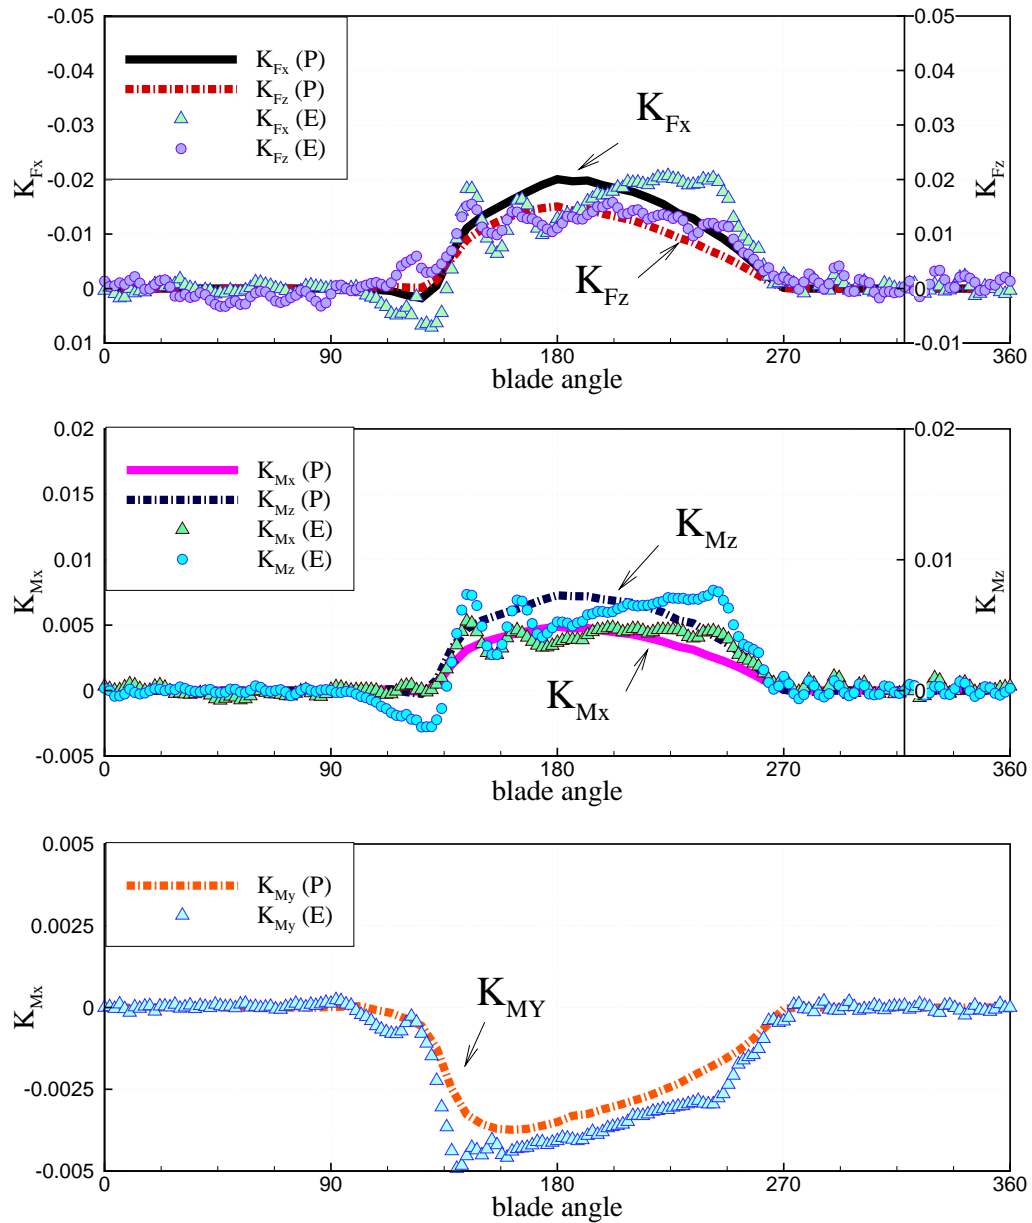 -0.05 0.05
K_Fx (P)
-0.04 0.04
K_Fz (P)
K_Fx (E)
-0.03 K_Fx 0.03
K_Fz (E)
K_Fx -0.02 0.02 K_Fz
-0.01 0.01
K_Fz
0 0
0.01 -0.01
0 90 180 270 360
blade angle
0.02 0.02
K_Mx (P)
0.015
K_Mz (P)
K_Mx (E)
K_Mz
0.01 0.01
K_Mz (E)
K_Mx K_Mz
0.005
K_Mx
0 0
-0.005
0 90 180 270 360
blade angle
0.005
K_My (P)
K_My (E)
0.0025
K_Mx 0 K_MY
-0.0025
-0.005
0 90 180 270 360
blade angle